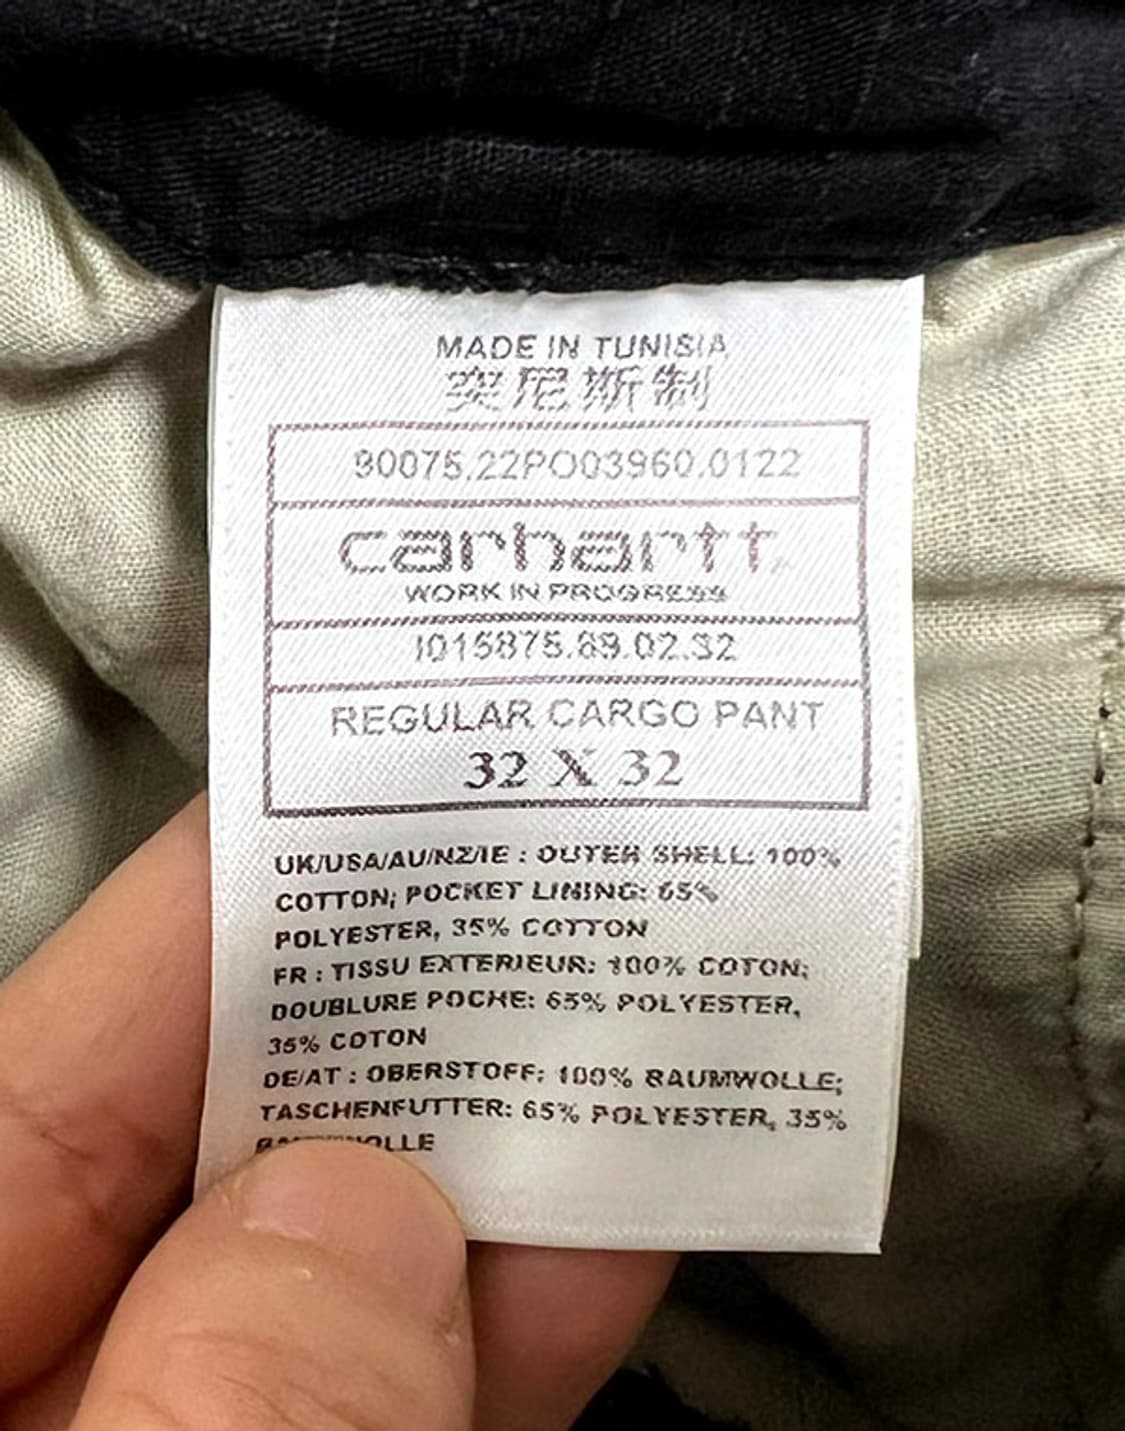 MADE IN TUNISIA
突尼斯制
90075.22PO03960.0122
carhartt
WORK IN PROGRESS
I015875.89.02.32
REGULAR CARGO PANT
32 X 32
UK/USA/AU/NZ/IE : OUTER SHELL: 100%
COTTON; POCKET LINING: 65%
POLYESTER, 35% COTTON
FR : TISSU EXTERIEUR: 100% COTON;
DOUBLURE POCHE: 65% POLYESTER,
35% COTON
DE/AT : OBERSTOFF: 100% BAUMWOLLE;
TASCHENFUTTER: 65% POLYESTER, 35%